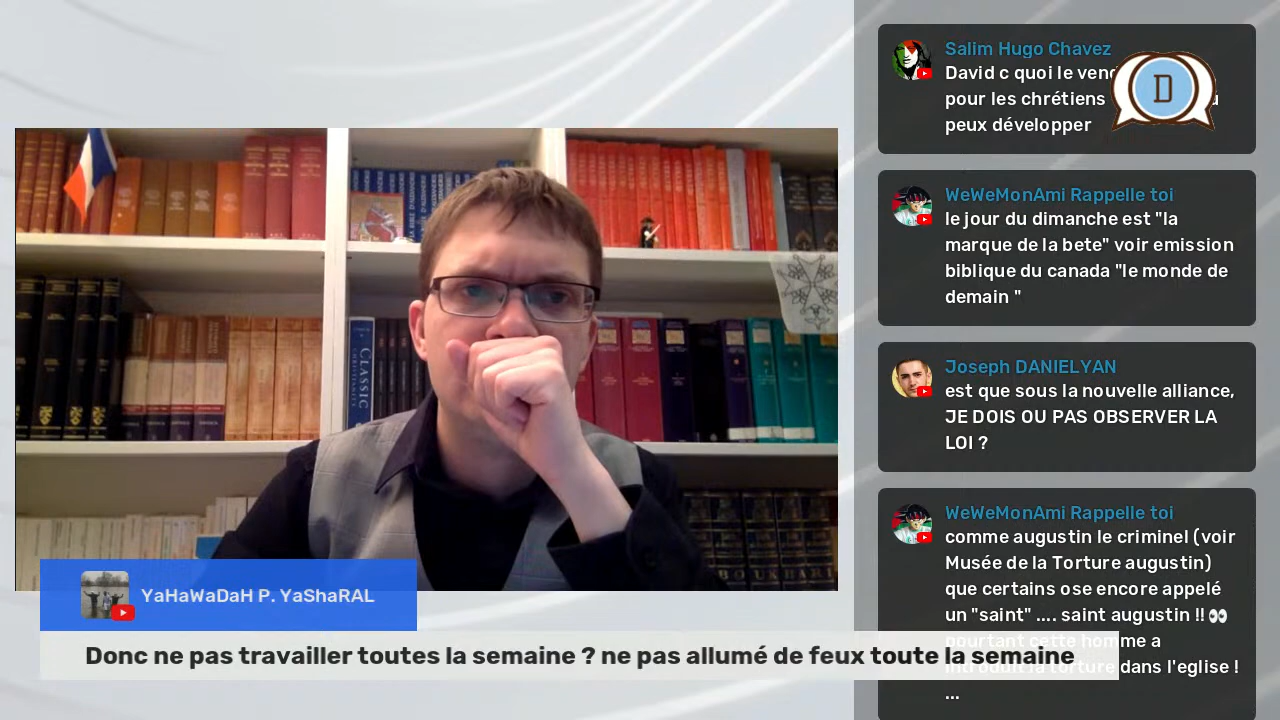 Salim Hugo Chavez
David c quoi le
pour les chrétiens
peux développer
D
WeWeMonAmi Rappelle toi
le jour du dimanche est "la
marque de la bete" voir emission
biblique du canada "le monde de
demain "
Joseph DANIELYAN
est que sous la nouvelle alliance,
JE DOIS OU PAS OBSERVER LA
LOI ?
WeWeMonAmi Rappelle toi
comme augustin le criminel (voir
Musée de la Torture augustin)
que certains ose encore appelé
un "saint" .... saint augustin !! 👀
pourtant cette homme a
introduit la torture dans l'eglise !
...
CLASSIC
BOUKHARI
YaHaWaDaH P. YaShaRAL
Donc ne pas travailler toutes la semaine ? ne pas allumé de feux toute la semaine